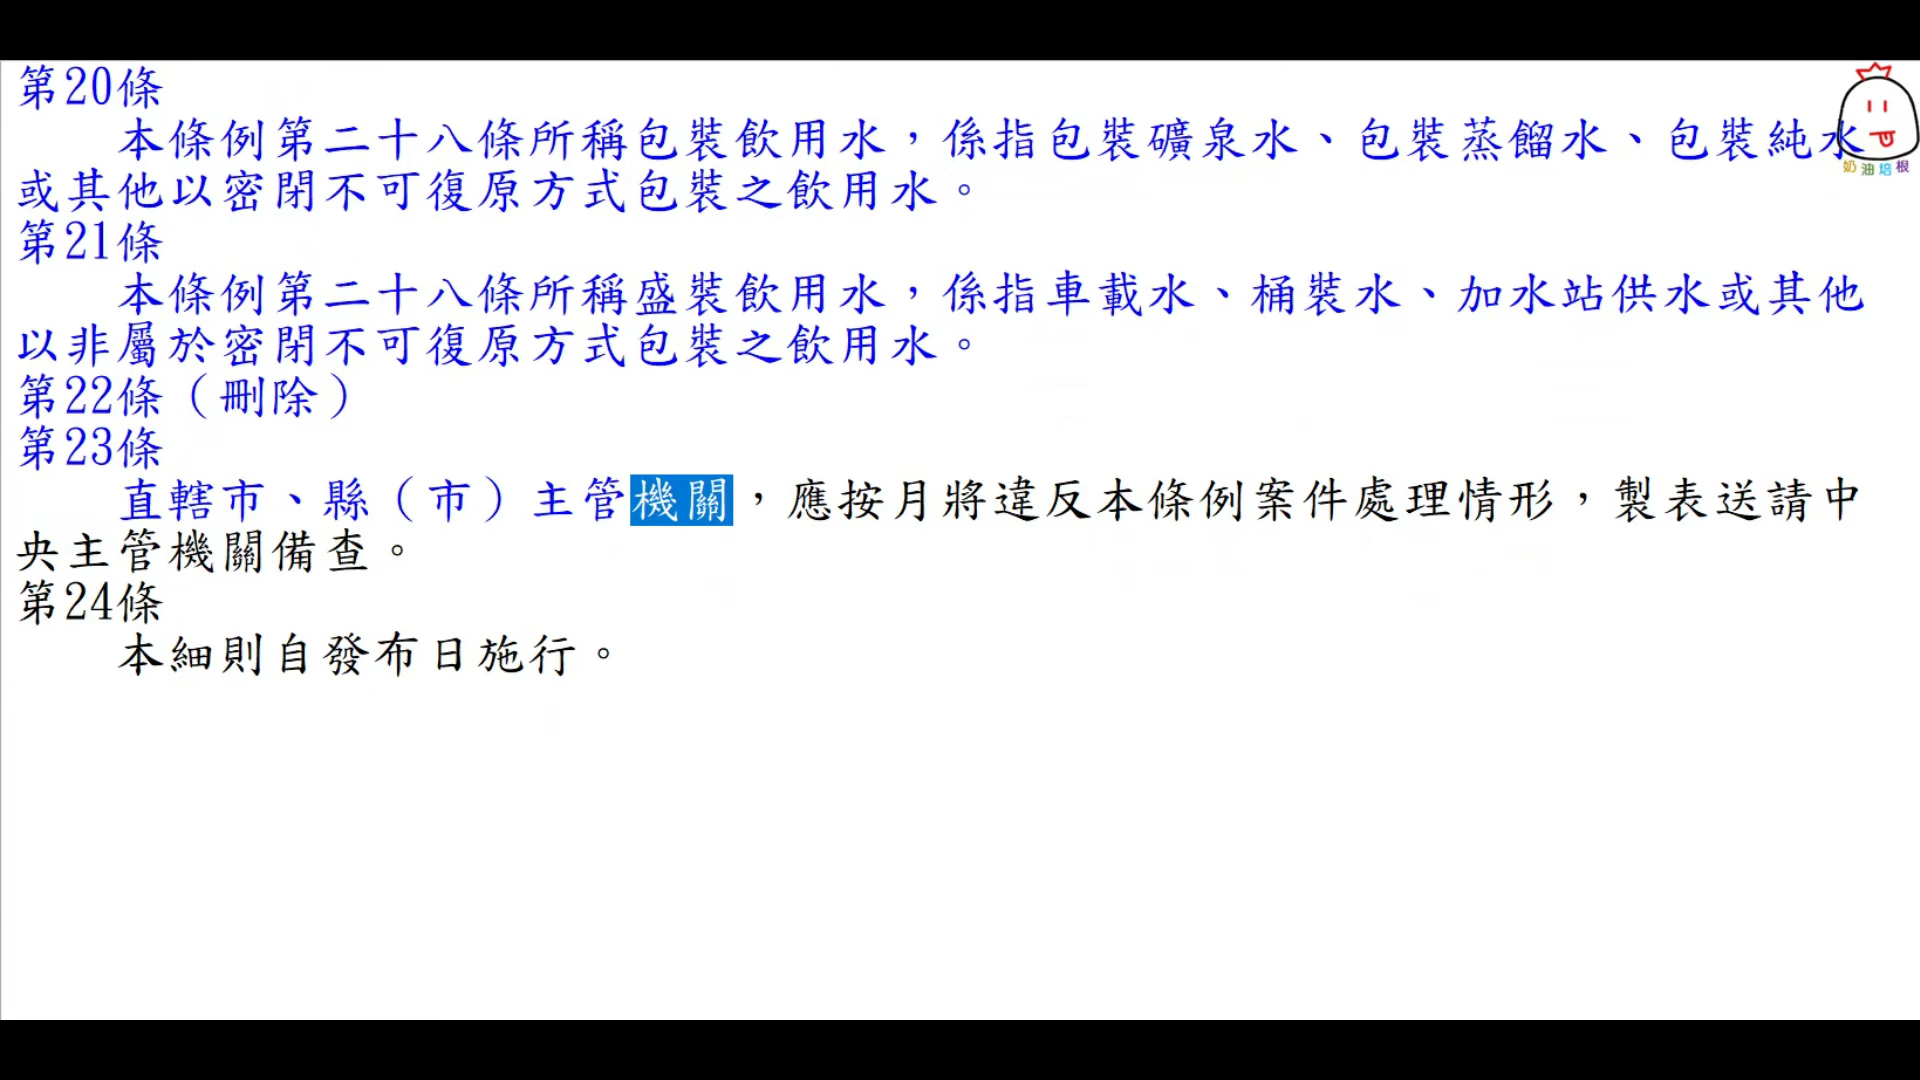 第20條
本條例第二十八條所稱包裝飲用水，係指包裝礦泉水、包裝蒸餾水、包裝純水
或其他以密閉不可復原方式包裝之飲用水。
第21條
本條例第二十八條所稱盛裝飲用水，係指車載水、桶裝水、加水站供水或其他
以非屬於密閉不可復原方式包裝之飲用水。
第22條（刪除）
第23條
直轄市、縣（市）主管機關，應按月將違反本條例案件處理情形，製表送請中
央主管機關備查。
第24條
本細則自發布日施行。
奶油培根